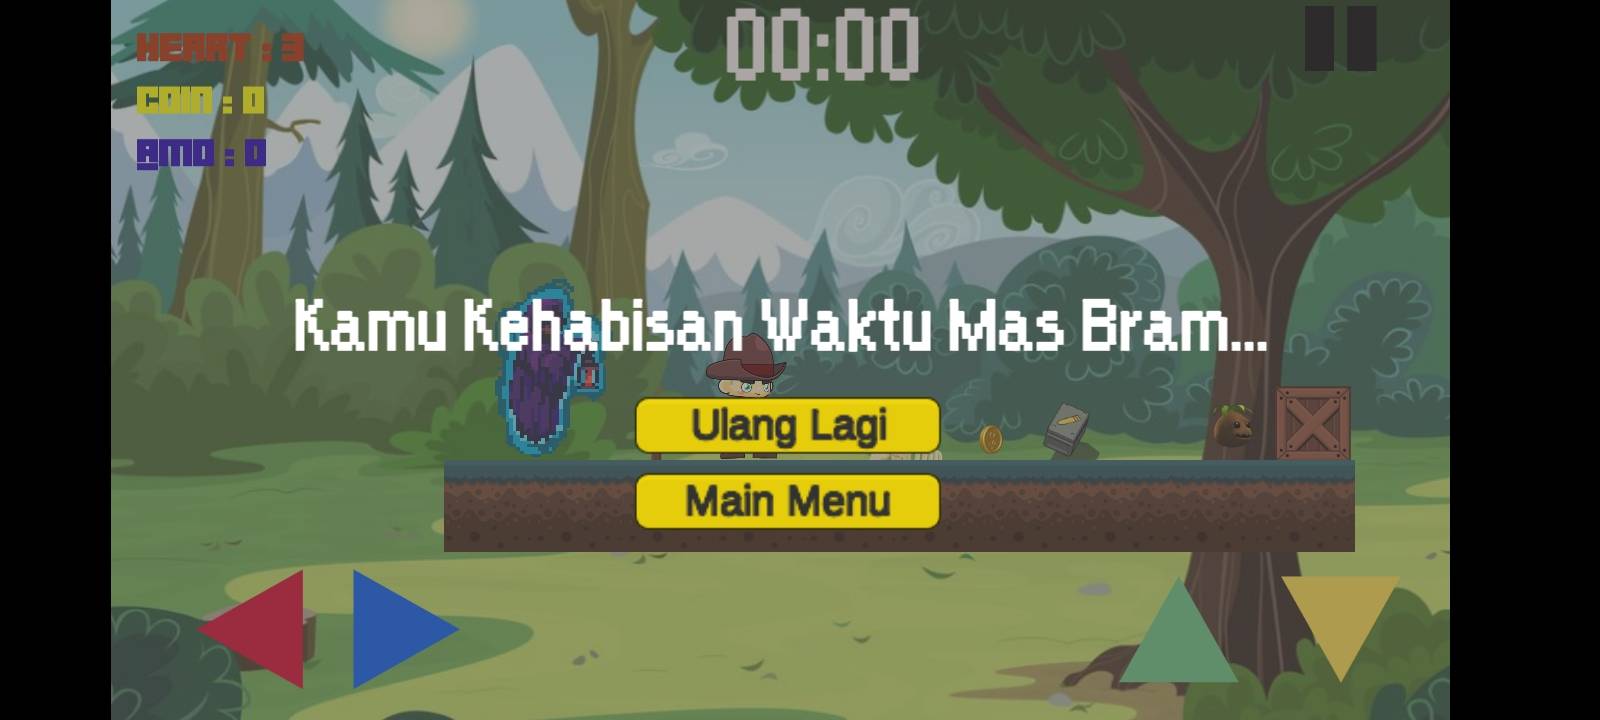 00:00
HEART : 3
COIN : 0
AMO : 0
Kamu Kehabisan Waktu Mas Bram...
Ulang Lagi
Main Menu